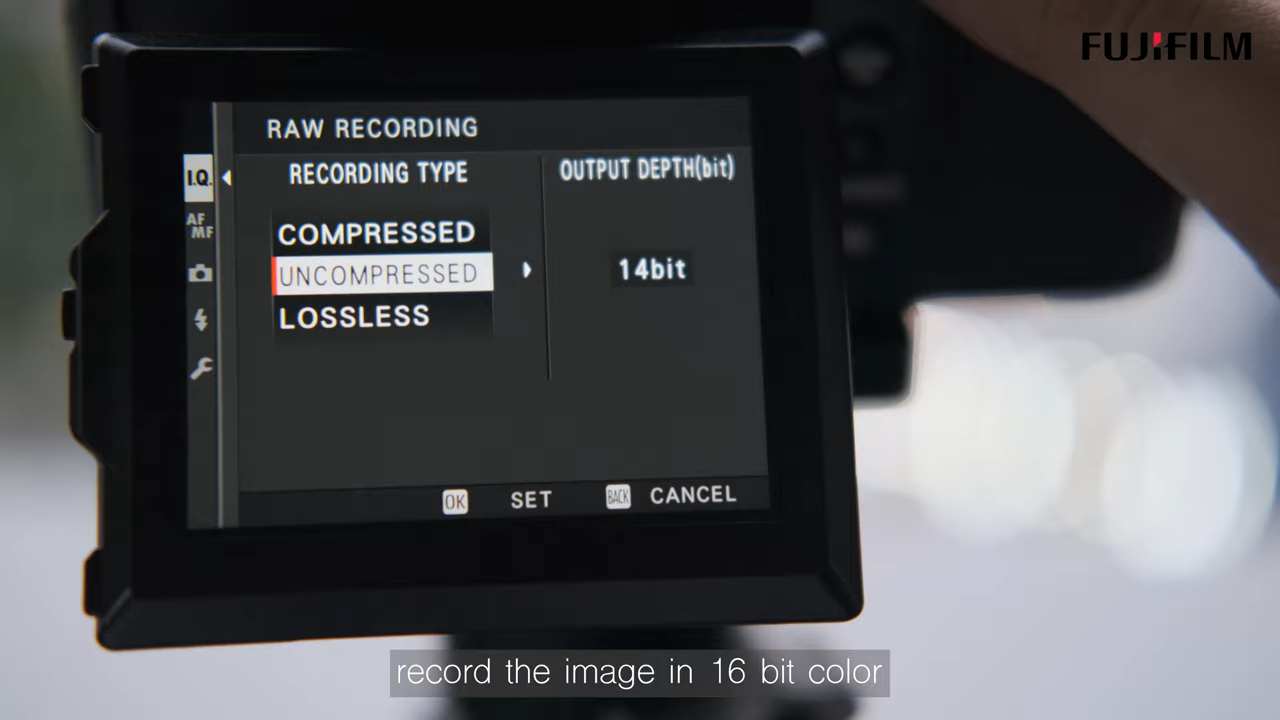 FUJIFILM
RAW RECORDING
RECORDING TYPE
OUTPUT DEPTH(bit)
I.Q.
AF
MF
COMPRESSED
UNCOMPRESSED
LOSSLESS
14bit
OK SET BACK CANCEL
record the image in 16 bit color